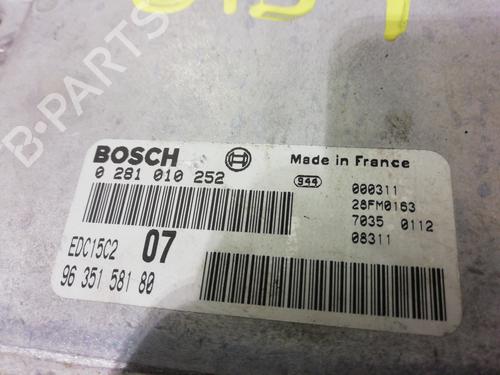 B-PARTS
BOSCH
Made in France
0 281 010 252
944
000311
28FM0163
7035 0112
08311
EDC15C2
07
96 351 581 80